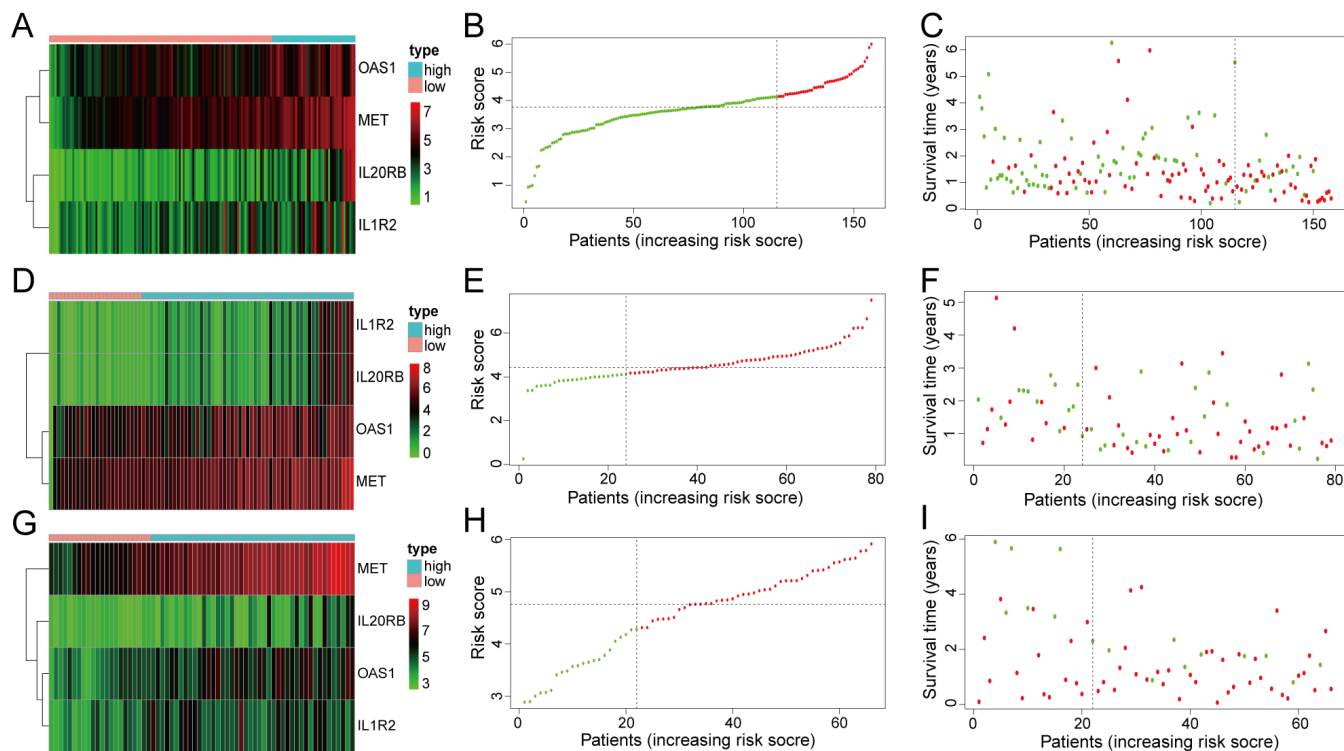 A
type
high
low
7
5
3
1
OAS1
MET
IL20RB
IL1R2
B
Risk score
6
5
4
3
2
1
0
50
100
150
Patients (increasing risk socre)
C
Survival time (years)
6
5
4
3
2
1
0
0
50
100
150
Patients (increasing risk socre)
D
type
high
low
8
6
4
2
0
IL1R2
IL20RB
OAS1
MET
E
Risk score
6
4
2
0
0
20
40
60
80
Patients (increasing risk socre)
F
Survival time (years)
5
4
3
2
1
0
20
40
60
80
Patients (increasing risk socre)
G
type
high
low
9
7
5
3
MET
IL20RB
OAS1
IL1R2
H
Risk score
6
5
4
3
0
20
40
60
Patients (increasing risk socre)
I
Survival time (years)
6
4
2
0
0
20
40
60
Patients (increasing risk socre)